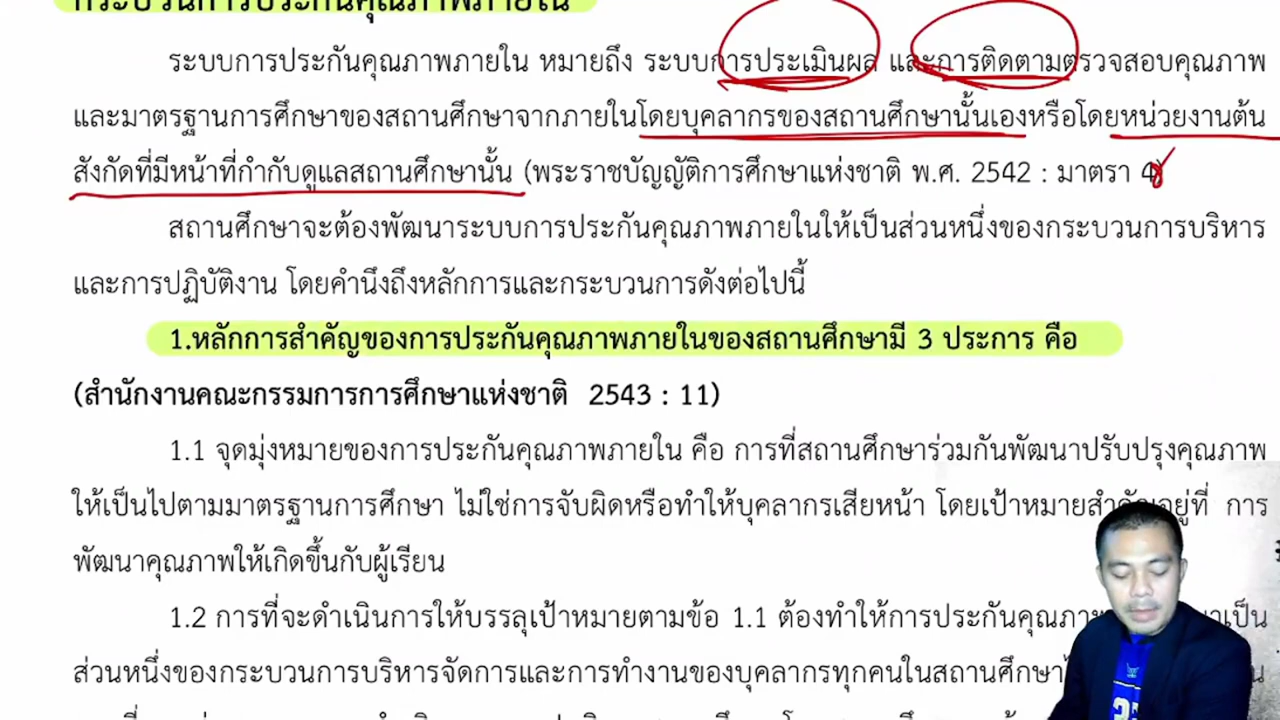 กระบวนการประกันคุณภาพภายใน
ระบบการประกันคุณภาพภายใน หมายถึง ระบบการประเมินผล และการติดตามตรวจสอบคุณภาพ
และมาตรฐานการศึกษาของสถานศึกษาจากภายในโดยบุคลากรของสถานศึกษานั้นเองหรือโดยหน่วยงานต้น
สังกัดที่มีหน้าที่กำกับดูแลสถานศึกษานั้น (พระราชบัญญัติการศึกษาแห่งชาติ พ.ศ. 2542 : มาตรา 4)
สถานศึกษาจะต้องพัฒนาระบบการประกันคุณภาพภายในให้เป็นส่วนหนึ่งของกระบวนการบริหาร
และการปฏิบัติงาน โดยคำนึงถึงหลักการและกระบวนการดังต่อไปนี้
1.หลักการสำคัญของการประกันคุณภาพภายในของสถานศึกษามี 3 ประการ คือ
(สำนักงานคณะกรรมการการศึกษาแห่งชาติ 2543 : 11)
1.1 จุดมุ่งหมายของการประกันคุณภาพภายใน คือ การที่สถานศึกษาร่วมกันพัฒนาปรับปรุงคุณภาพ
ให้เป็นไปตามมาตรฐานการศึกษา ไม่ใช่การจับผิดหรือทำให้บุคลากรเสียหน้า โดยเป้าหมายสำคัญอยู่ที่ การ
พัฒนาคุณภาพให้เกิดขึ้นกับผู้เรียน
1.2 การที่จะดำเนินการให้บรรลุเป้าหมายตามข้อ 1.1 ต้องทำให้การประกันคุณภาพ
ส่วนหนึ่งของกระบวนการบริหารจัดการและการทำงานของบุคลากรทุกคนในสถานศึกษา